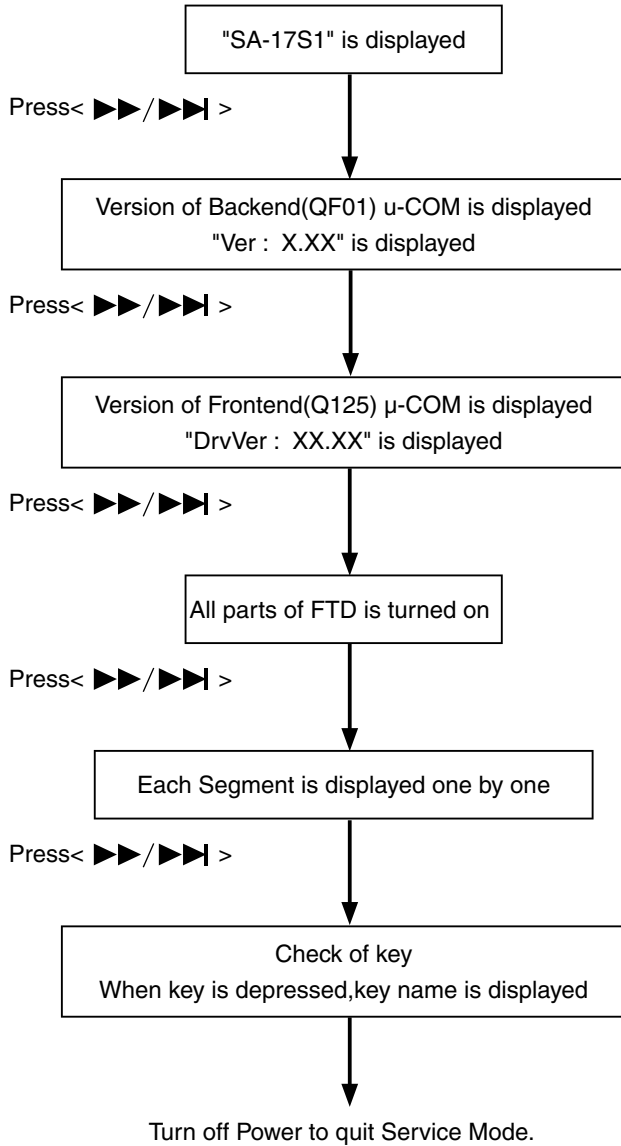 "SA-17S1" is displayed
Press< ▶▶/▶▶| >
Version of Backend(QF01) u-COM is displayed
"Ver : X.XX" is displayed
Press< ▶▶/▶▶| >
Version of Frontend(Q125) µ-COM is displayed
"DrvVer : XX.XX" is displayed
Press< ▶▶/▶▶| >
All parts of FTD is turned on
Press< ▶▶/▶▶| >
Each Segment is displayed one by one
Press< ▶▶/▶▶| >
Check of key
When key is depressed,key name is displayed
Turn off Power to quit Service Mode.